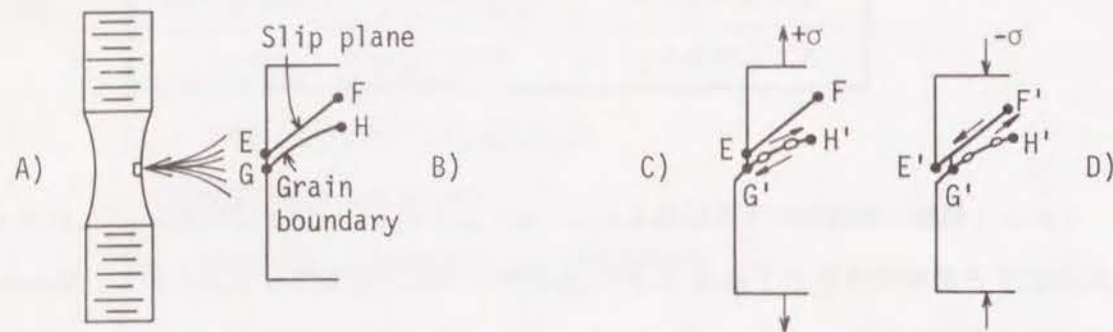 Slip plane
+σ
-σ
F
F
F'
H
H'
H'
E
E
A)
G
B)
C)
E'
D)
Grain
boundary
G'
G'